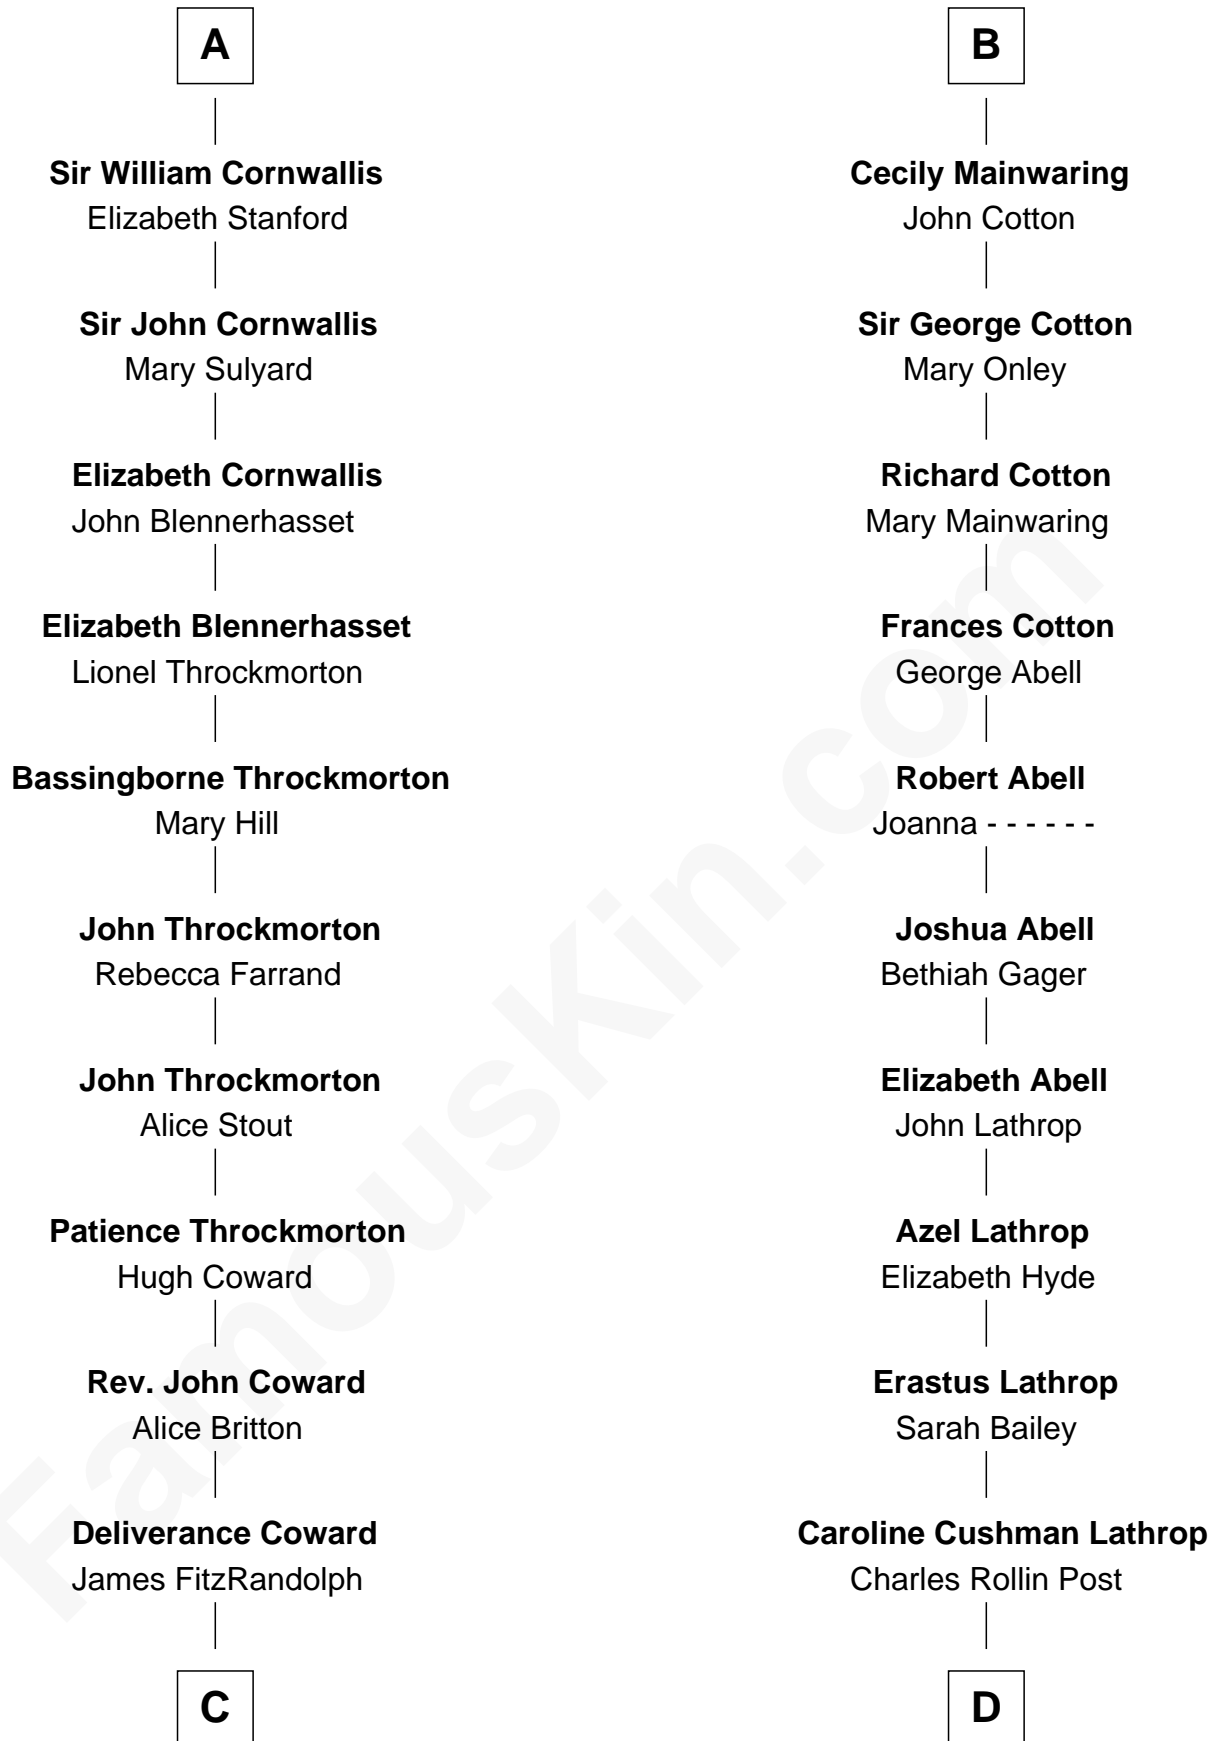 A
Sir William Cornwallis
Elizabeth Stanford
Sir John Cornwallis
Mary Sulyard
Elizabeth Cornwallis
John Blennerhasset
Elizabeth Blennerhasset
Lionel Throckmorton
Bassingborne Throckmorton
Mary Hill
John Throckmorton
Rebecca Farrand
John Throckmorton
Alice Stout
Patience Throckmorton
Hugh Coward
Rev. John Coward
Alice Britton
Deliverance Coward
James FitzRandolph
C
B
Cecily Mainwaring
John Cotton
Sir George Cotton
Mary Onley
Richard Cotton
Mary Mainwaring
Frances Cotton
George Abell
Robert Abell
Joanna - - - - - -
Joshua Abell
Bethiah Gager
Elizabeth Abell
John Lathrop
Azel Lathrop
Elizabeth Hyde
Erastus Lathrop
Sarah Bailey
Caroline Cushman Lathrop
Charles Rollin Post
D
FamousKin.com